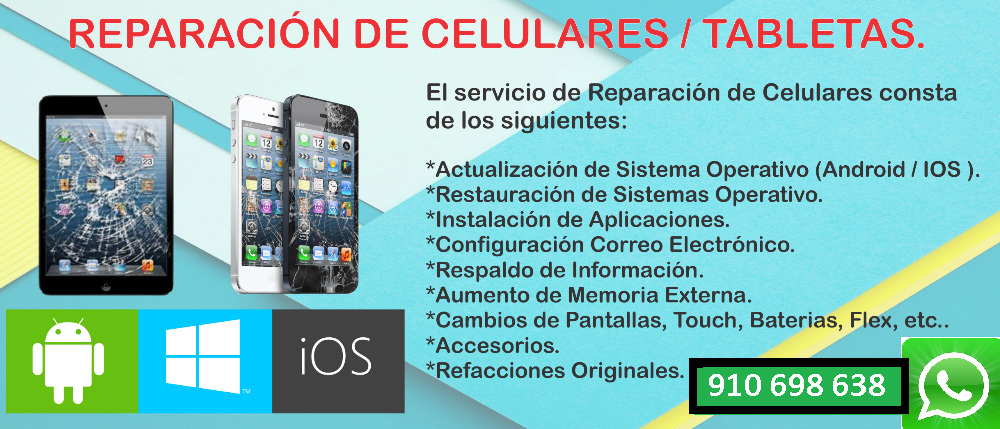 REPARACIÓN DE CELULARES / TABLETAS.
El servicio de Reparación de Celulares consta
de los siguientes:
*Actualización de Sistema Operativo (Android / IOS ).
*Restauración de Sistemas Operativo.
*Instalación de Aplicaciones.
*Configuración Correo Electrónico.
*Respaldo de Información.
*Aumento de Memoria Externa.
*Cambios de Pantallas, Touch, Baterias, Flex, etc..
*Accesorios.
*Refacciones Originales.
iOS
TM
910 698 638